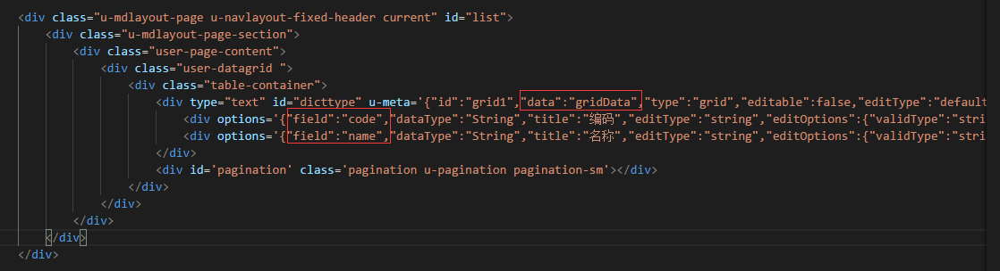 <div class="u-mdlayout-page u-navlayout-fixed-header current" id="list">
<div class="u-mdlayout-page-section">
<div class="user-page-content">
<div class="user-datagrid ">
<div class="table-container">
<div type="text" id="dicttype" u-meta='{"id":"grid1","data":"gridData","type":"grid","editable":false,"editType":"default
<div options='{"field":"code","dataType":"String","title":"编码","editType":"string","editOptions":{"validType":"stri
<div options='{"field":"name","dataType":"String","title":"名称","editType":"string","editOptions":{"validType":"stri
</div>
<div id='pagination' class='pagination u-pagination pagination-sm'></div>
</div>
</div>
</div>
</div>
</div>